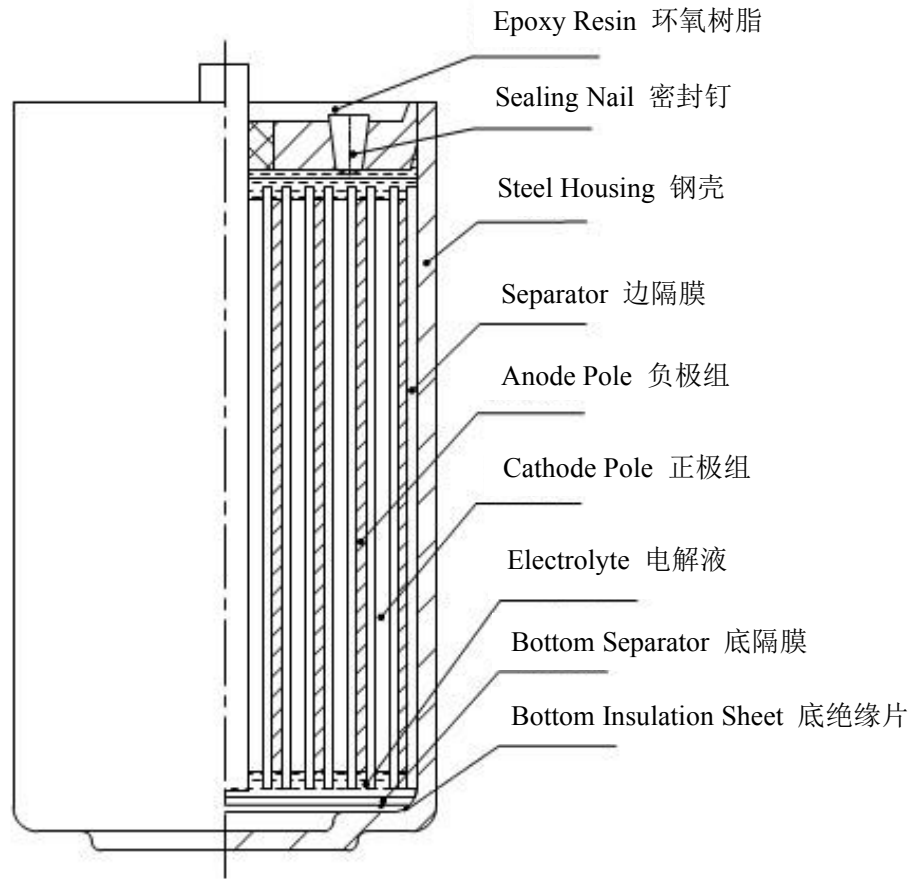 Epoxy Resin 环氧树脂
Sealing Nail 密封钉
Steel Housing 钢壳
Separator 边隔膜
Anode Pole 负极组
Cathode Pole 正极组
Electrolyte 电解液
Bottom Separator 底隔膜
Bottom Insulation Sheet 底绝缘片